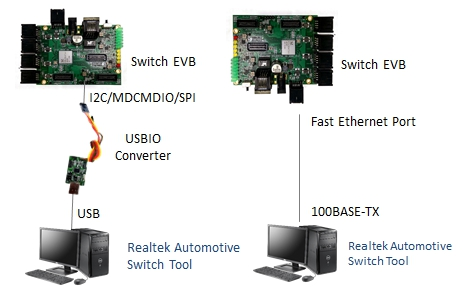 Switch EVB
I2C/MDCMDIO/SPI
USBIO
Converter
USB
Realtek Automotive
Switch Tool
Switch EVB
Fast Ethernet Port
100BASE-TX
Realtek Automotive
Switch Tool